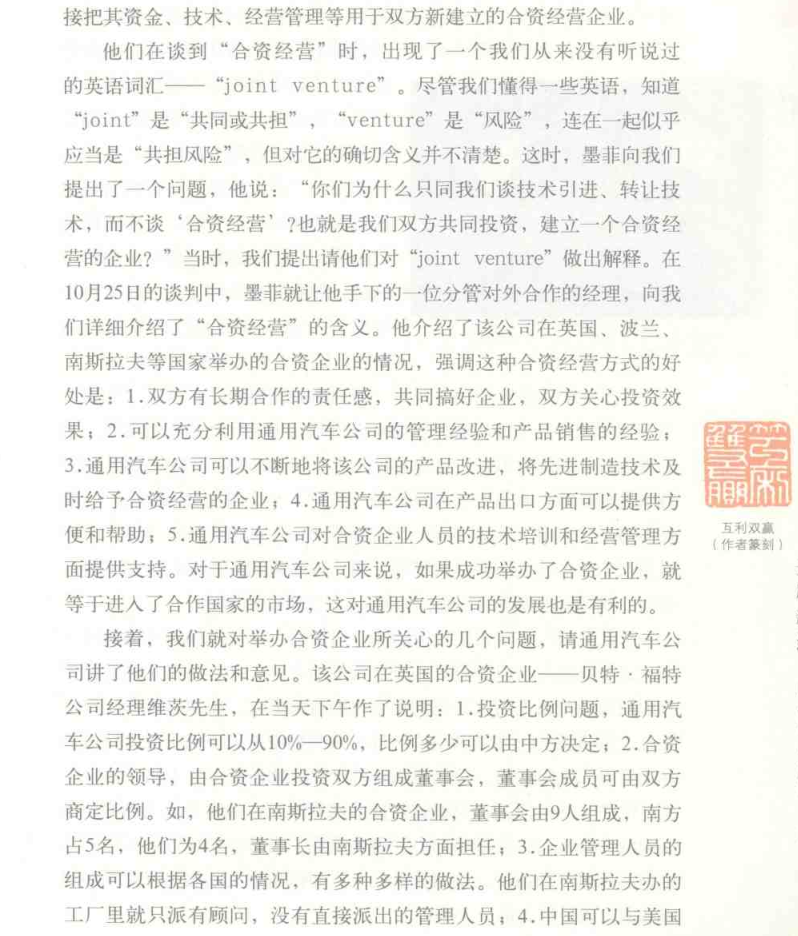 接把其资金、技术、经营管理等用于双方新建立的合资经营企业。
他们在谈到“合资经营”时，出现了一个我们从来没有听说过
的英语词汇——“joint venture”。尽管我们懂得一些英语，知道
“joint”是“共同或共担”，“venture”是“风险”，连在一起似乎
应当是“共担风险”，但对它的确切含义并不清楚。这时，墨菲向我们
提出了一个问题，他说：“你们为什么只同我们谈技术引进、转让技
术，而不谈‘合资经营’?也就是我们双方共同投资，建立一个合资经
营的企业？”当时，我们提出请他们对“joint venture”做出解释。在
10月25日的谈判中，墨菲就让他手下的一位分管对外合作的经理，向我
们详细介绍了“合资经营”的含义。他介绍了该公司在英国、波兰、
南斯拉夫等国家举办的合资企业的情况，强调这种合资经营方式的好
处是：1.双方有长期合作的责任感，共同搞好企业，双方关心投资效
果；2.可以充分利用通用汽车公司的管理经验和产品销售的经验；
3.通用汽车公司可以不断地将该公司的产品改进，将先进制造技术及
时给予合资经营的企业；4.通用汽车公司在产品出口方面可以提供方
便和帮助；5.通用汽车公司对合资企业人员的技术培训和经营管理方
面提供支持。对于通用汽车公司来说，如果成功举办了合资企业，就
等于进入了合作国家的市场，这对通用汽车公司的发展也是有利的。
接着，我们就对举办合资企业所关心的几个问题，请通用汽车公
司讲了他们的做法和意见。该公司在英国的合资企业——贝特·福特
公司经理维茨先生，在当天下午作了说明：1.投资比例问题，通用汽
车公司投资比例可以从10%—90%，比例多少可以由中方决定；2.合资
企业的领导，由合资企业投资双方组成董事会，董事会成员可由双方
商定比例。如，他们在南斯拉夫的合资企业，董事会由9人组成，南方
占5名，他们为4名，董事长由南斯拉夫方面担任；3.企业管理人员的
组成可以根据各国的情况，有多种多样的做法。他们在南斯拉夫办的
工厂里就只派有顾问，没有直接派出的管理人员；4.中国可以与美国
互利双赢
（作者篆刻）